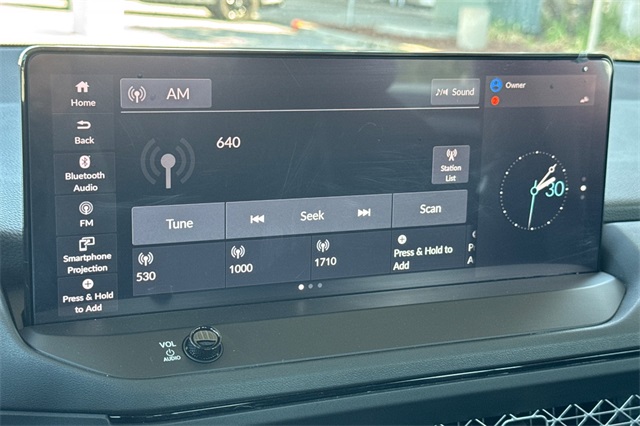 Home
Back
Bluetooth
Audio
FM
Smartphone
Projection
Press & Hold
to Add
AM
Sound
640
Station
List
Tune
Seek
Scan
530
1000
1710
Press & Hold to
Add
Owner
30
VOL
AUDIO